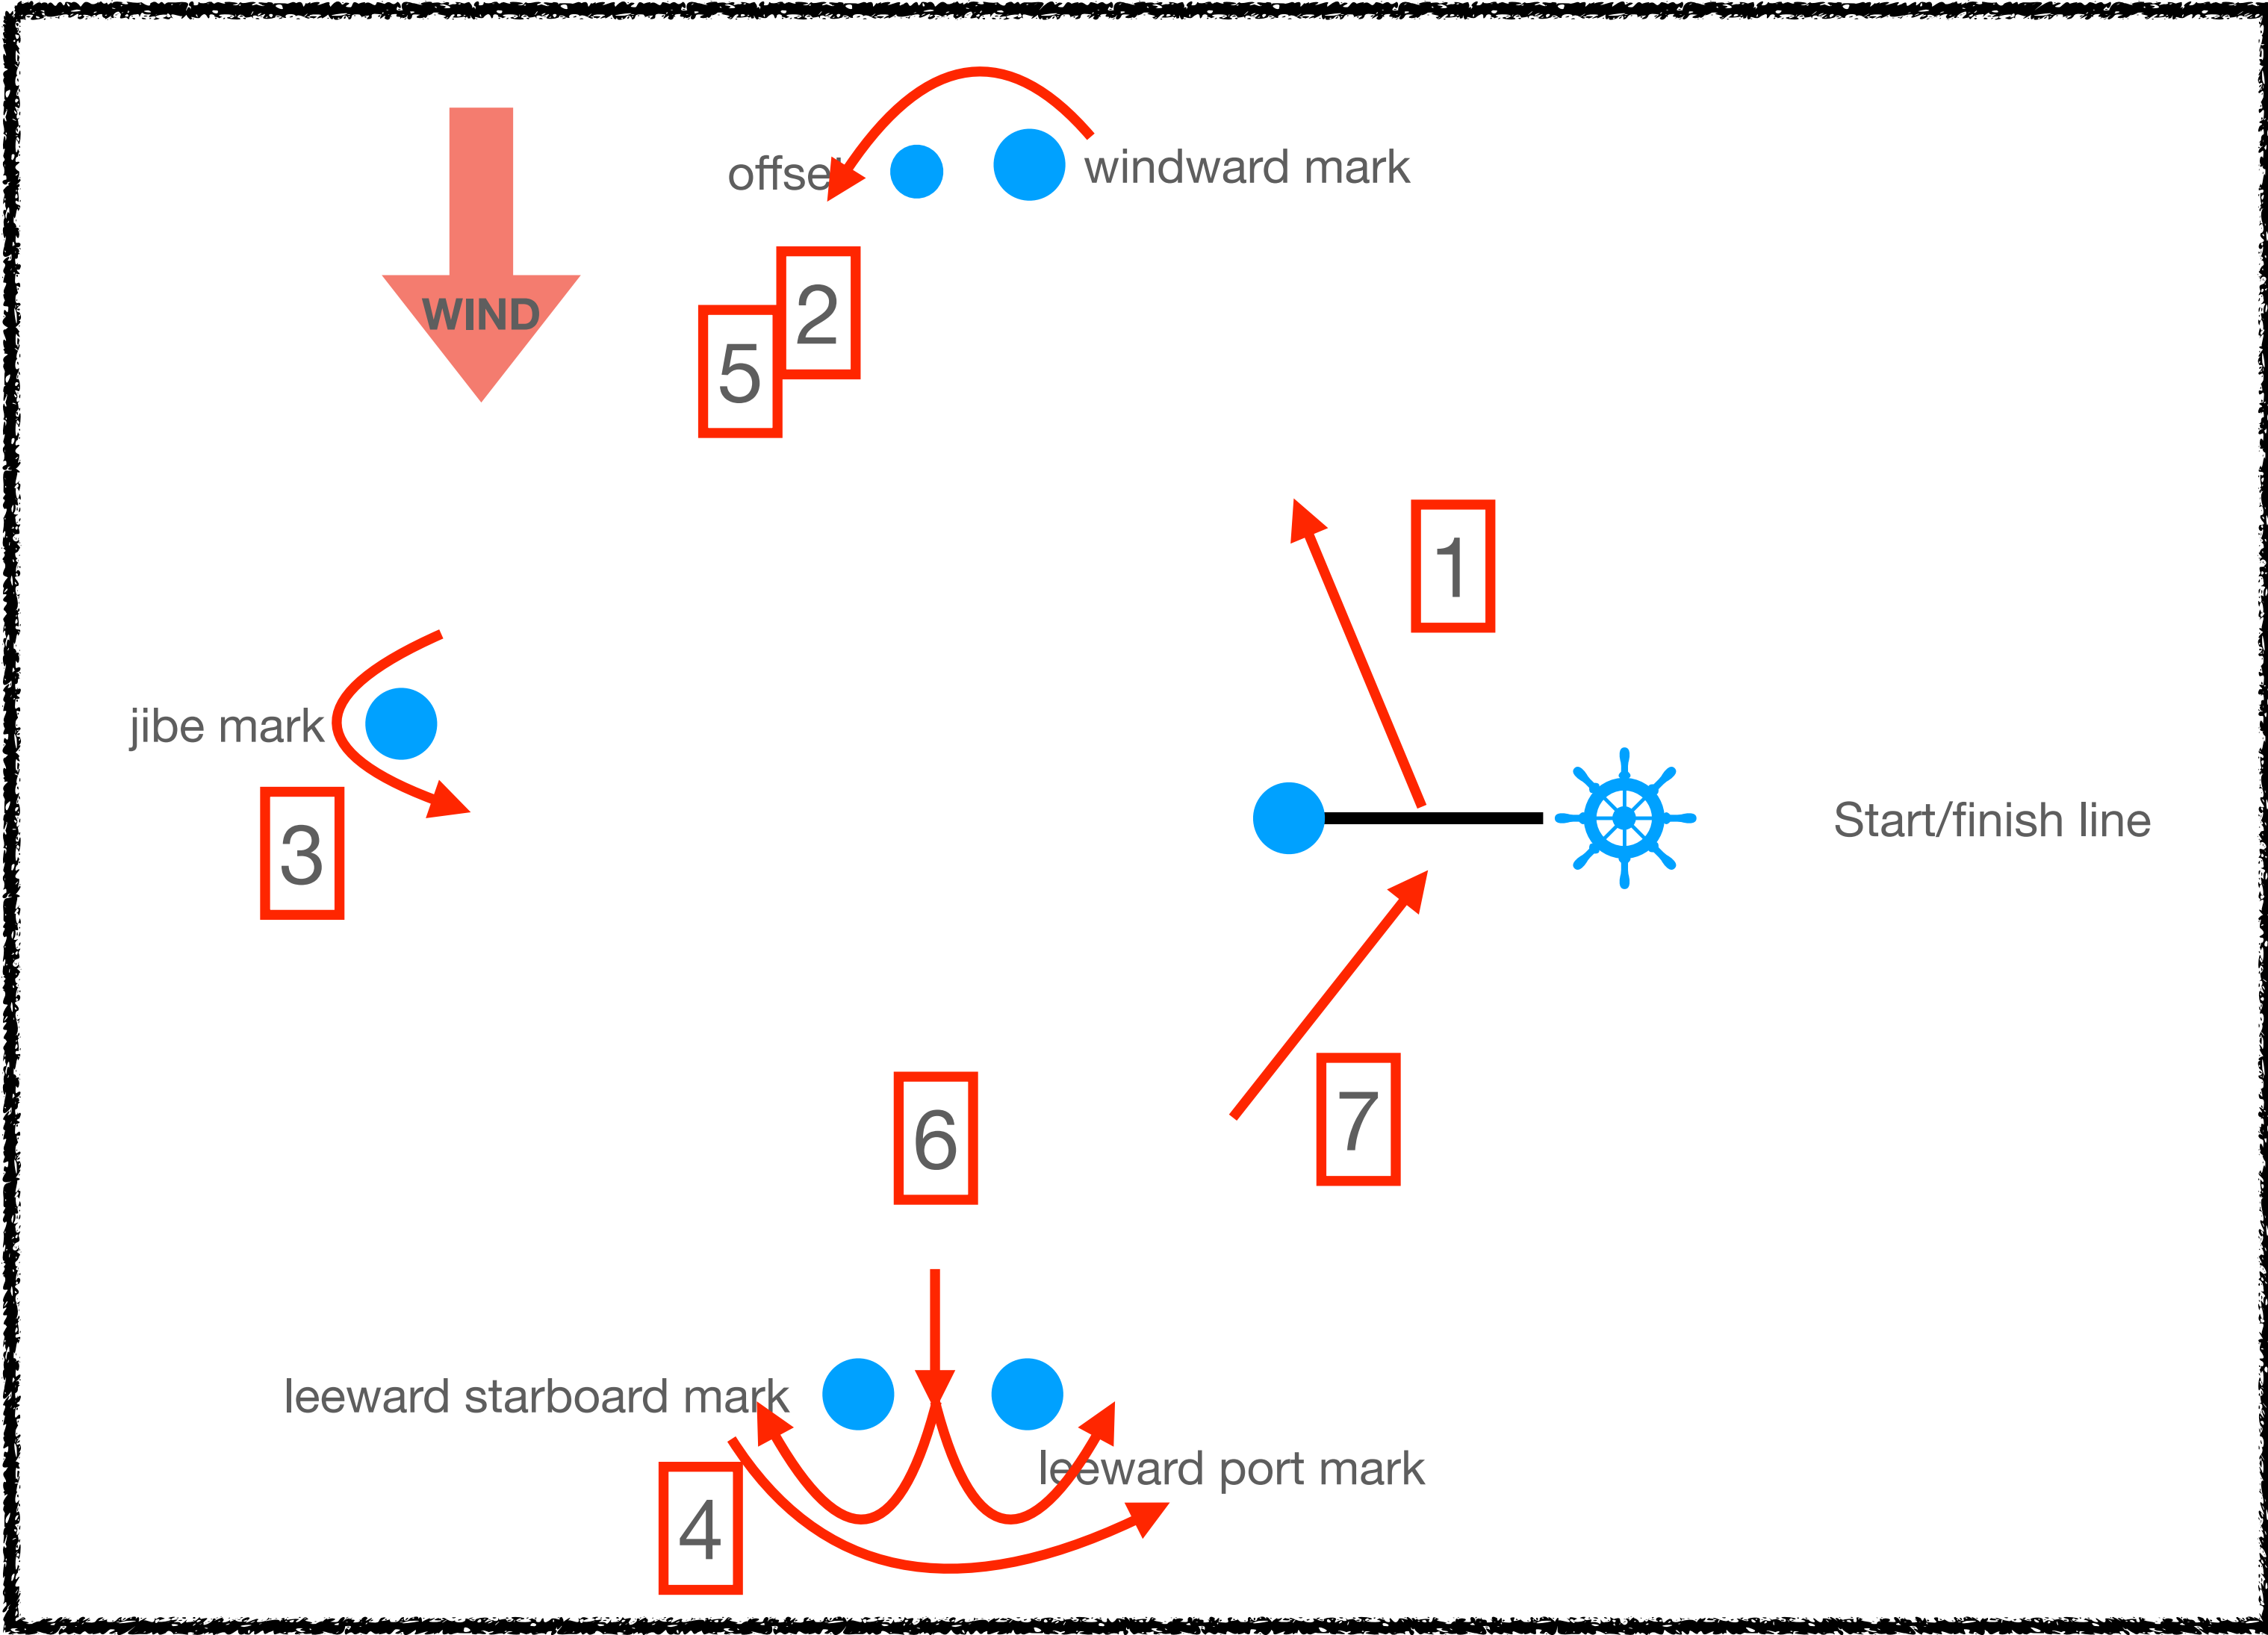 offset
windward mark
WIND
2
5
1
jibe mark
3
Start/finish line
6
7
leeward starboard mark
leeward port mark
4